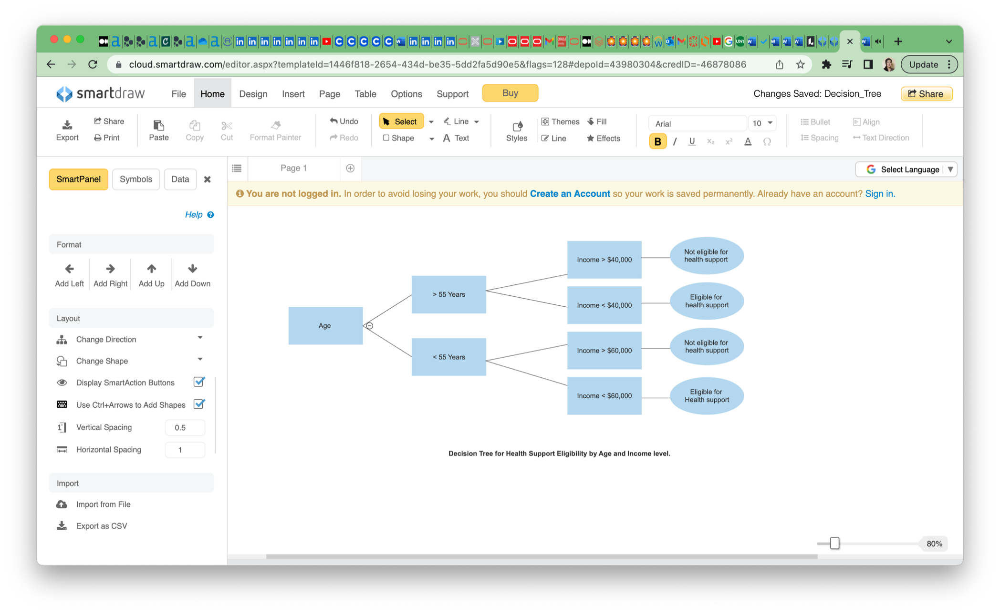 cloud.smartdraw.com/editor.aspx?templateId=1446f818-2654-434d-be35-5dd2fa5d90e5&flags=128#depoId=43980304&credID=-46878086
Update
smartdraw
File Home Design Insert Page Table Options Support Buy
Changes Saved: Decision_Tree
Share
Export
Share
Print
Paste
Copy
Cut
Format Painter
Undo
Redo
Select
Line
Shape
A Text
Styles
Themes
Fill
Line
Effects
Arial
10
B I U X₂ X² A Ω
Bullet
Align
Spacing
Text Direction
SmartPanel Symbols Data
Page 1
G Select Language
You are not logged in. In order to avoid losing your work, you should Create an Account so your work is saved permanently. Already have an account? Sign in.
Help
Format
Add Left Add Right Add Up Add Down
Layout
Change Direction
Change Shape
Display SmartAction Buttons
Use Ctrl+Arrows to Add Shapes
Vertical Spacing 0.5
Horizontal Spacing 1
Import
Import from File
Export as CSV
Age
> 55 Years
< 55 Years
Income > $40,000
Income < $40,000
Income > $60,000
Income < $60,000
Not eligible for
health support
Eligible for
health support
Not eligible for
health support
Eligible for
Health support
Decision Tree for Health Support Eligibility by Age and Income level.
80%